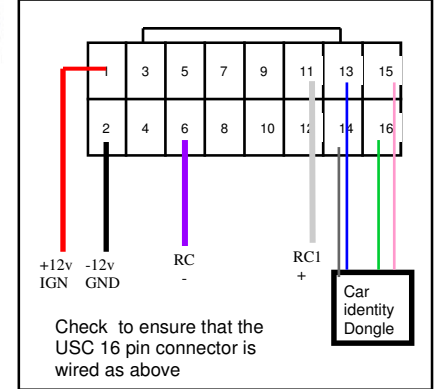 1 3 5 7 9 11 13 15
2 4 6 8 10 12 14 16
+12v -12v RC RC1
IGN GND - +
Car
identity
Dongle
Check to ensure that the
USC 16 pin connector is
wired as above